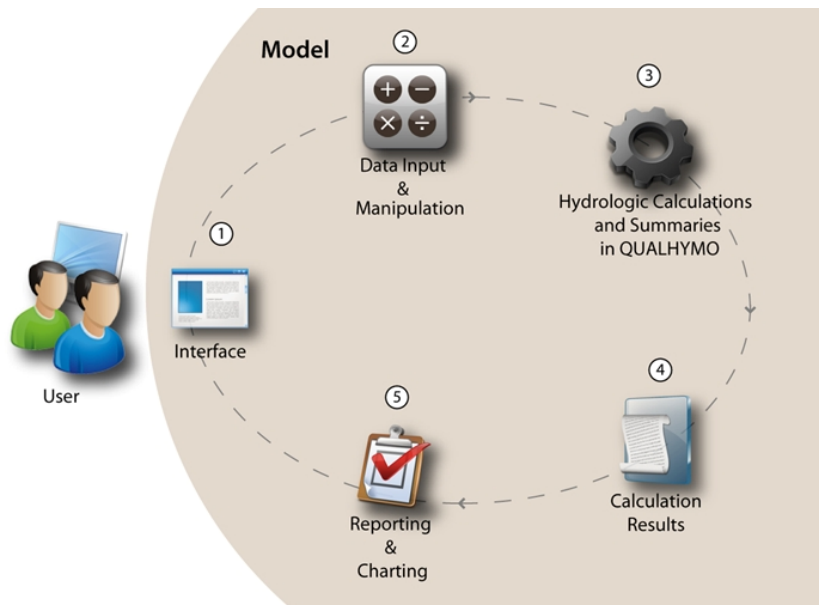 Model
1
Interface
User
2
Data Input
&
Manipulation
3
Hydrologic Calculations
and Summaries
in QUALHYMO
4
Calculation
Results
5
Reporting
&
Charting